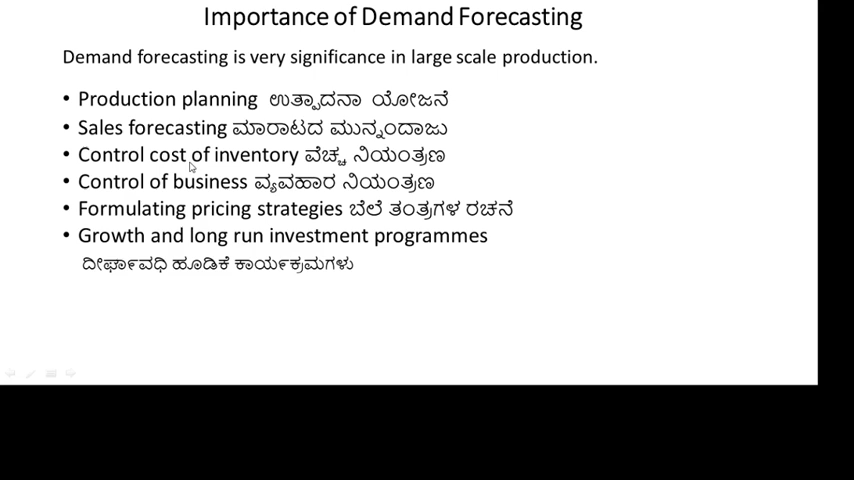 Importance of Demand Forecasting
Demand forecasting is very significance in large scale production.
• Production planning ಉತ್ಪಾದನಾ ಯೋಜನೆ
• Sales forecasting ಮಾರಾಟದ ಮುನ್ನಂದಾಜು
• Control cost of inventory ವೆಚ್ಚ ನಿಯಂತ್ರಣ
• Control of business ವ್ಯವಹಾರ ನಿಯಂತ್ರಣ
• Formulating pricing strategies ಬೆಲೆ ತಂತ್ರಗಳ ರಚನೆ
• Growth and long run investment programmes
ದೀರ್ಘಾವಧಿ ಹೂಡಿಕೆ ಕಾರ್ಯಕ್ರಮಗಳು